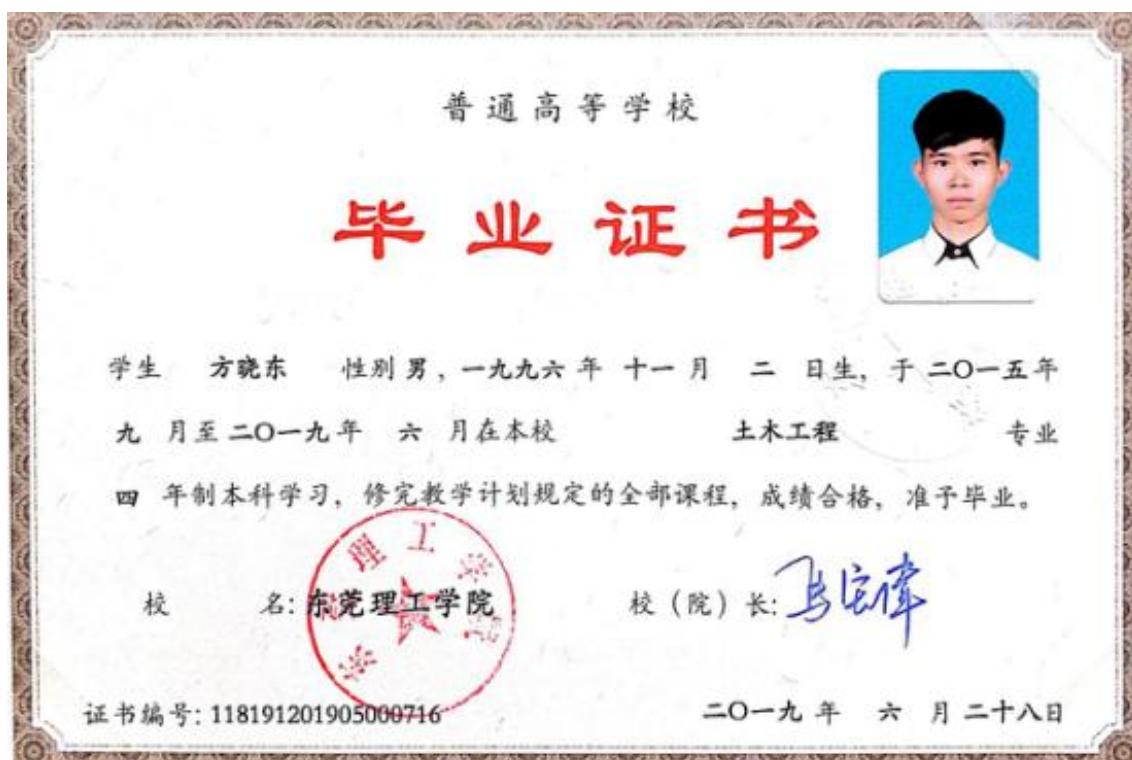 普通高等学校
毕业证书
学生 方晓东 性别 男，一九九六 年 十一 月 二 日生，于 二〇一五 年
九 月至 二〇一九 年 六 月在本校 土木工程 专业
四 年制本科学习，修完教学计划规定的全部课程，成绩合格，准予毕业。
校 名：东莞理工学院 校（院）长：
证书编号：118191201905000716 二〇一九 年 六 月 二十八日